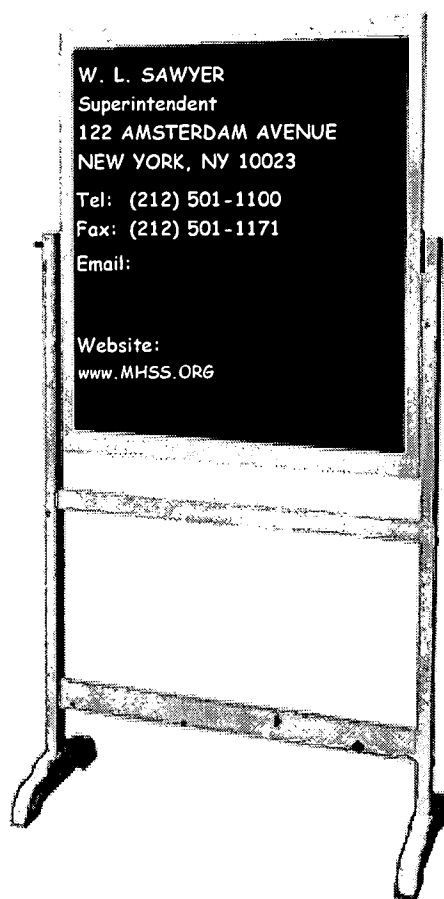 W. L. SAWYER
Superintendent
122 AMSTERDAM AVENUE
NEW YORK, NY 10023
Tel: (212) 501-1100
Fax: (212) 501-1171
Email:
Website:
www.MHSS.ORG